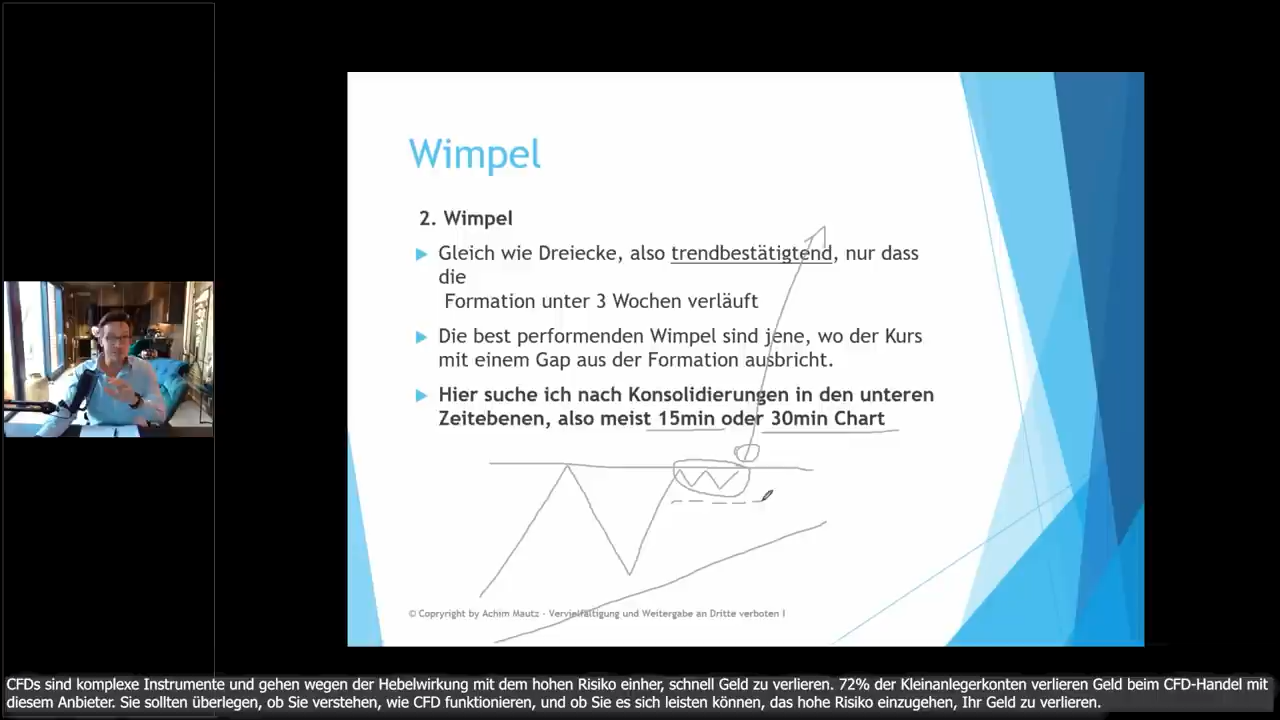 Wimpel
2. Wimpel
Gleich wie Dreiecke, also trendbestätigtend, nur dass
die
Formation unter 3 Wochen verläuft
Die best performenden Wimpel sind jene, wo der Kurs
mit einem Gap aus der Formation ausbricht.
Hier suche ich nach Konsolidierungen in den unteren
Zeitebenen, also meist 15min oder 30min Chart
© Copyright by Achim Mautz - Vervielfältigung und Weitergabe an Dritte verboten !
CFDs sind komplexe Instrumente und gehen wegen der Hebelwirkung mit dem hohen Risiko einher, schnell Geld zu verlieren. 72% der Kleinanlegerkonten verlieren Geld beim CFD-Handel mit
diesem Anbieter. Sie sollten überlegen, ob Sie verstehen, wie CFD funktionieren, und ob Sie es sich leisten können, das hohe Risiko einzugehen, Ihr Geld zu verlieren.